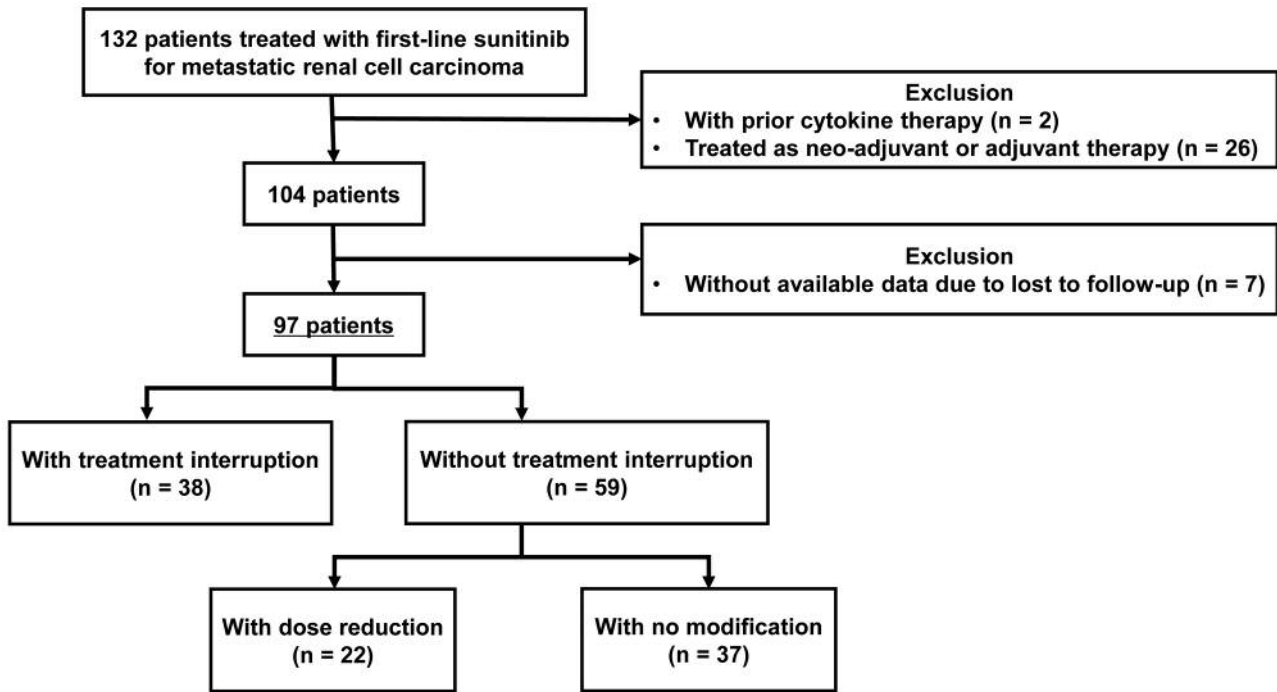 132 patients treated with first-line sunitinib
for metastatic renal cell carcinoma
Exclusion
• With prior cytokine therapy (n = 2)
• Treated as neo-adjuvant or adjuvant therapy (n = 26)
104 patients
Exclusion
• Without available data due to lost to follow-up (n = 7)
97 patients
With treatment interruption
(n = 38)
Without treatment interruption
(n = 59)
With dose reduction
(n = 22)
With no modification
(n = 37)